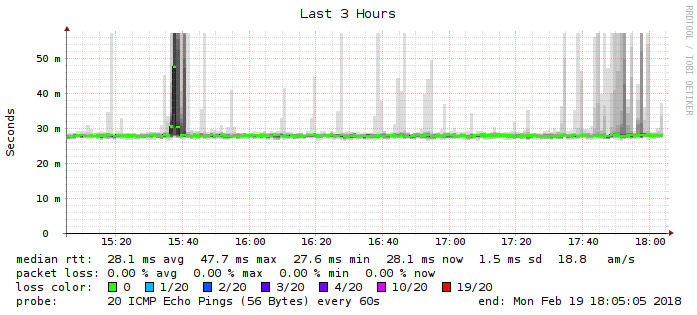 Last 3 Hours
RRDTOOL / TOBI OETIKER
Seconds
50 m
40 m
30 m
20 m
10 m
0
15:20 15:40 16:00 16:20 16:40 17:00 17:20 17:40 18:00
median rtt: 28.1 ms avg 47.7 ms max 27.6 ms min 28.1 ms now 1.5 ms sd 18.8 am/s
packet loss: 0.00 % avg 0.00 % max 0.00 % min 0.00 % now
loss color: 0 1/20 2/20 3/20 4/20 10/20 19/20
probe: 20 ICMP Echo Pings (56 Bytes) every 60s end: Mon Feb 19 18:05:05 2018